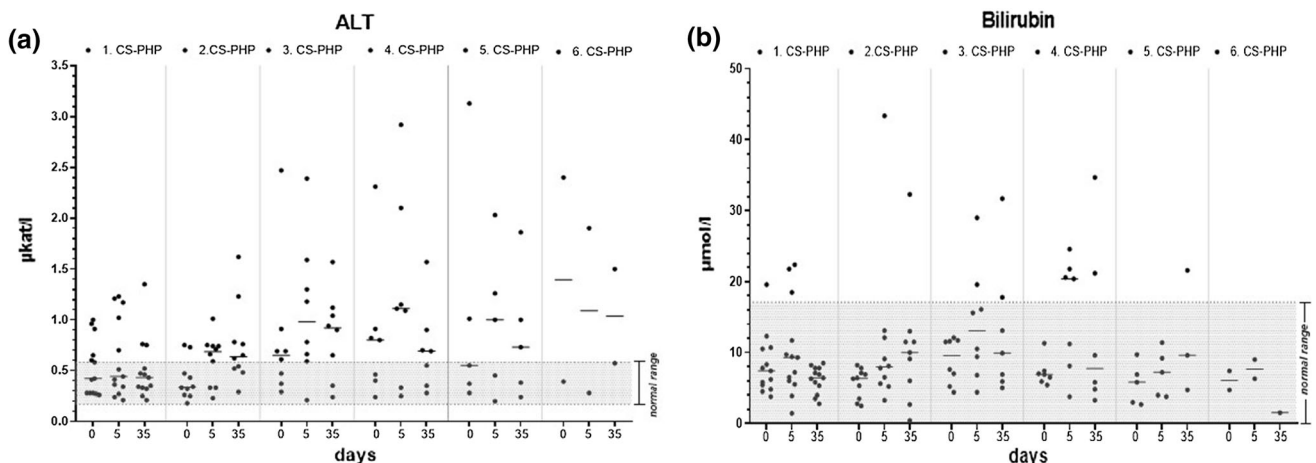 ALT
(a)
1. CS-PHP 2.CS-PHP 3. CS-PHP 4. CS-PHP 5. CS-PHP 6. CS-PHP
3.5
3.0
2.5
2.0
1.5
1.0
0.5
0.0
µkat/l
normal range
0 5 35 0 5 35 0 5 35 0 5 35 0 5 35 0 5 35
days
Bilirubin
(b)
1. CS-PHP 2.CS-PHP 3. CS-PHP 4. CS-PHP 5. CS-PHP 6. CS-PHP
50
40
30
20
10
0
µmol/l
normal range
0 5 35 0 5 35 0 5 35 0 5 35 0 5 35 0 5 35
days